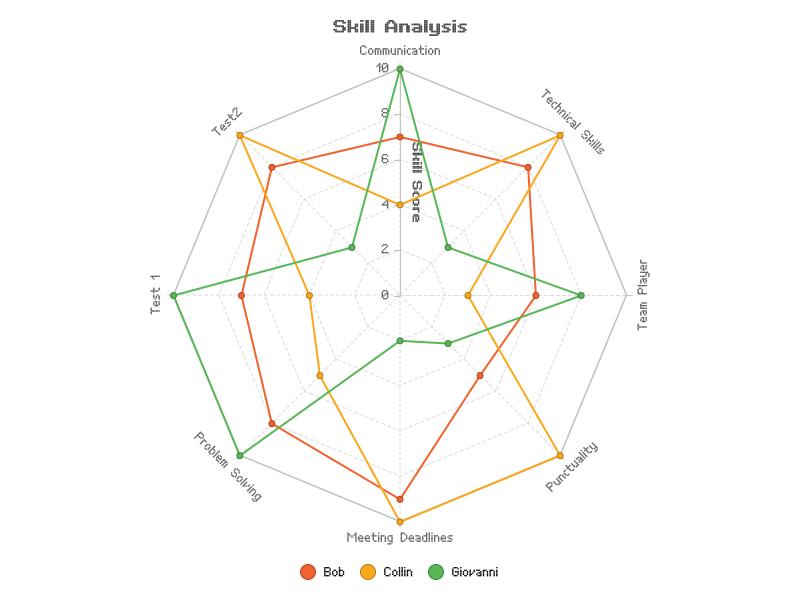 Skill Analysis
Communication
Technical Skills
Team Player
Punctuality
Meeting Deadlines
Problem Solving
Test 1
Test2
10
8
6
4
2
0
Skill Score
Bob
Collin
Giovanni